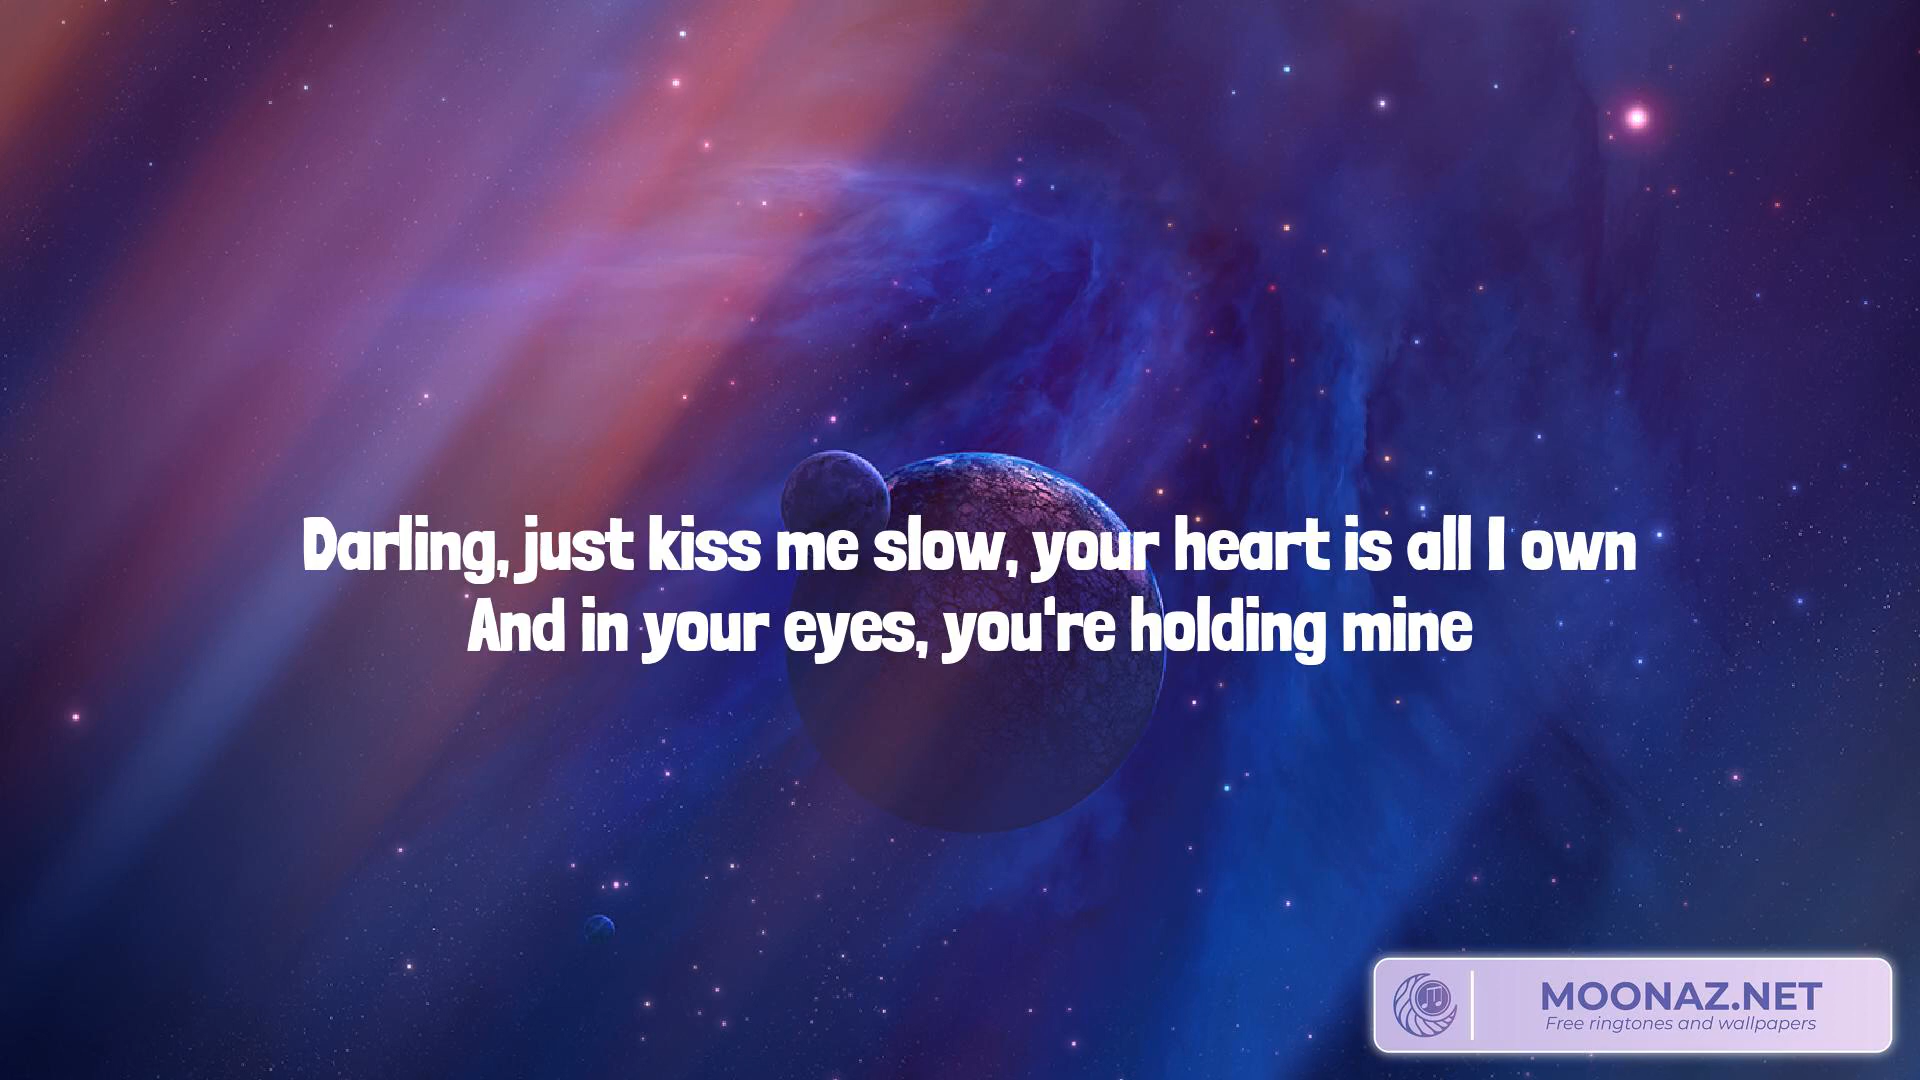 Darling, just kiss me slow, your heart is all I own
And in your eyes, you're holding mine
MOONAZ.NET
Free ringtones and wallpapers